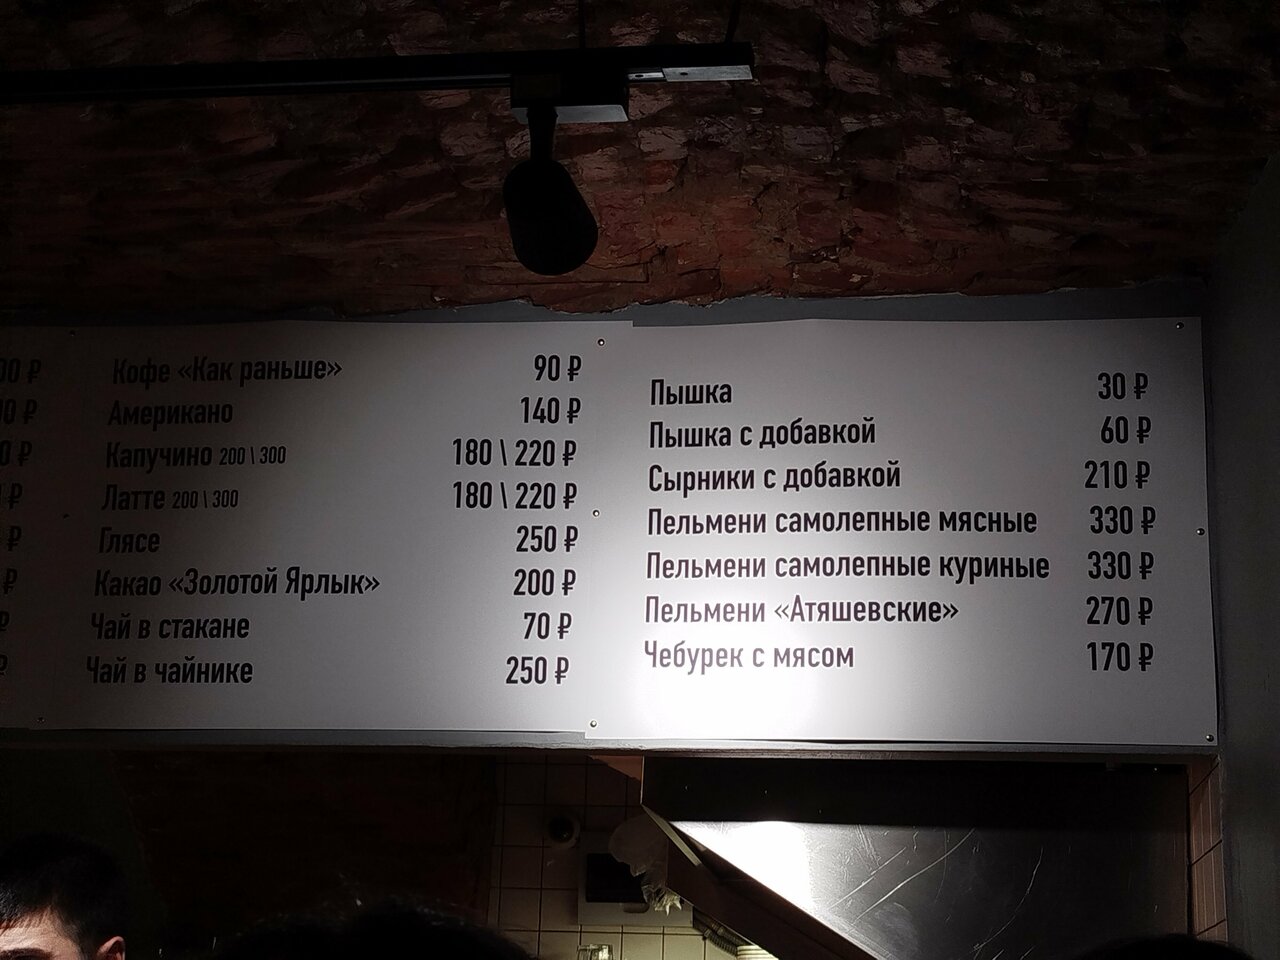 Кофе «Как раньше» 90 ₽
Американо 140 ₽
Капучино 200 \ 300 180 \ 220 ₽
Латте 200 \ 300 180 \ 220 ₽
Глясе 250 ₽
Какао «Золотой Ярлык» 200 ₽
Чай в стакане 70 ₽
Чай в чайнике 250 ₽
Пышка 30 ₽
Пышка с добавкой 60 ₽
Сырники с добавкой 210 ₽
Пельмени самолепные мясные 330 ₽
Пельмени самолепные куриные 330 ₽
Пельмени «Атяшевские» 270 ₽
Чебурек с мясом 170 ₽